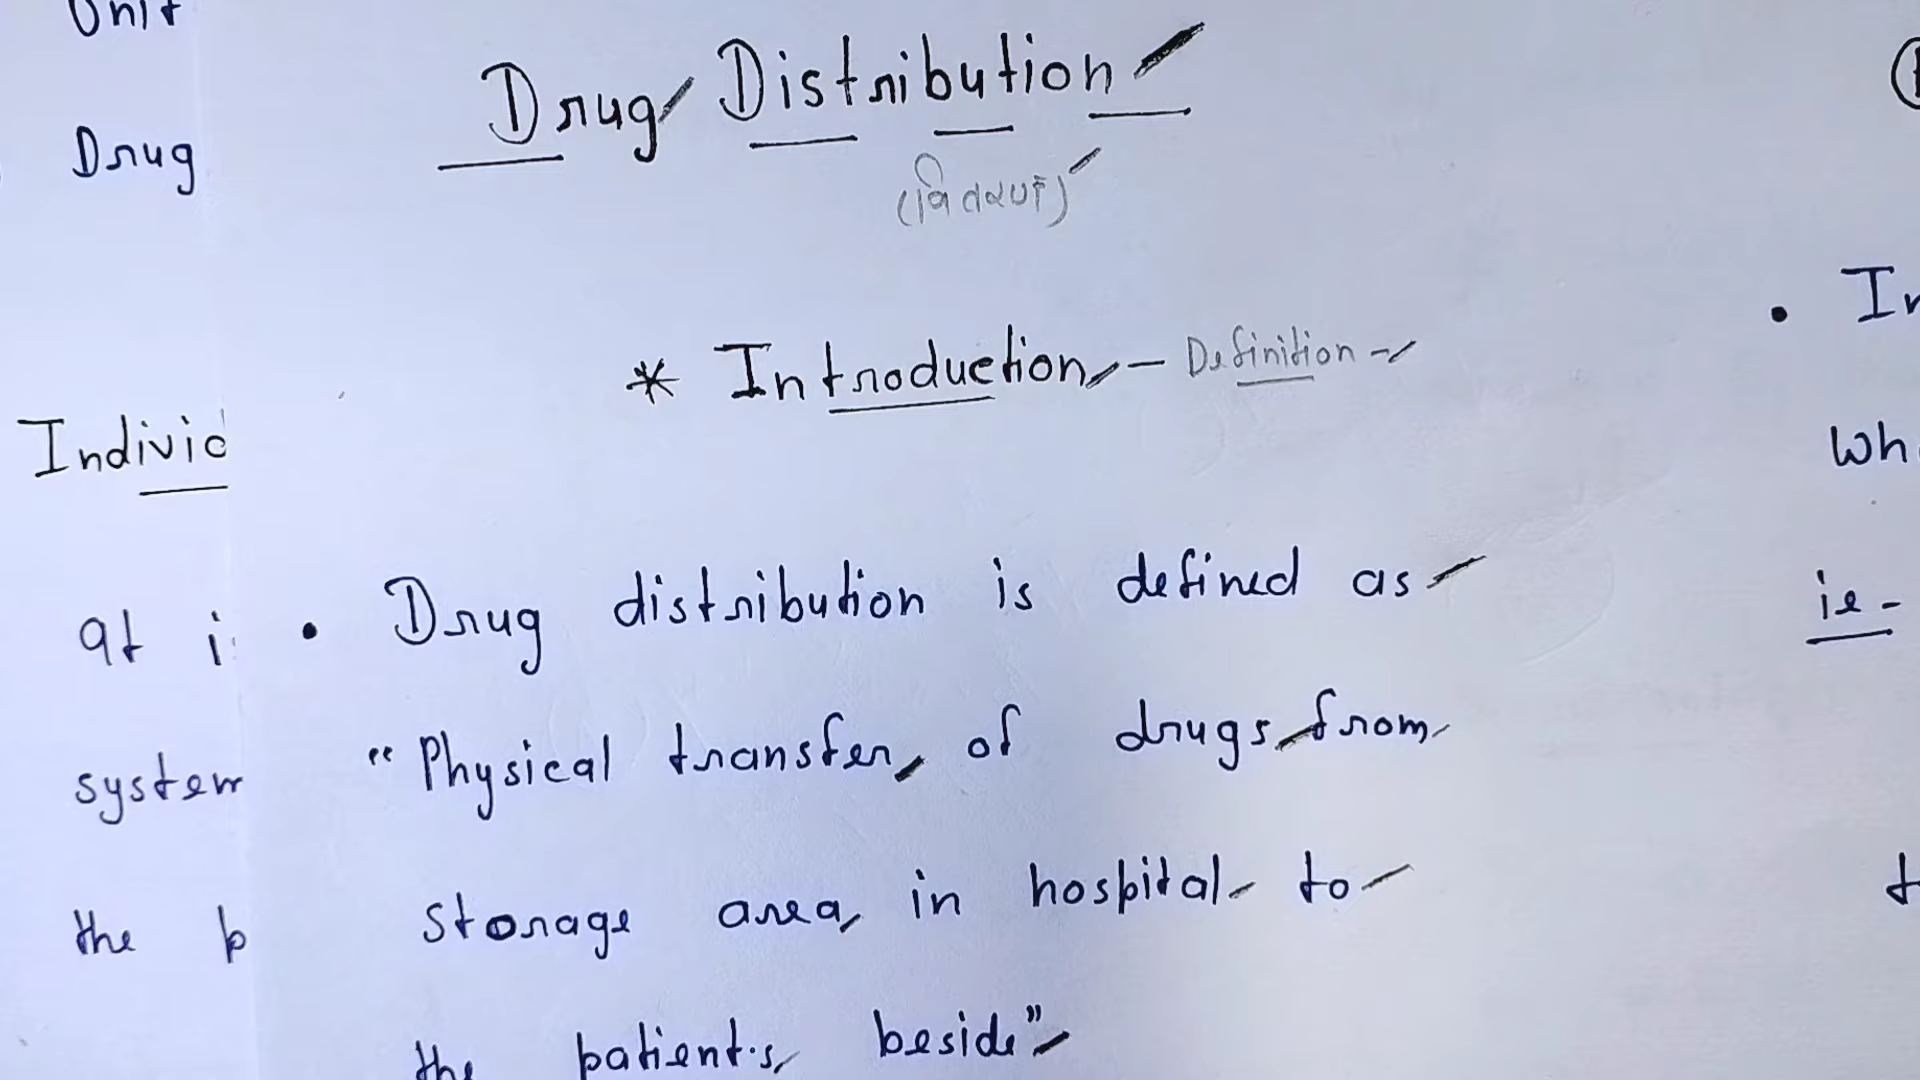 Unit
Drug
Individ
at i
system
the p
Drug Distribution
(वितरण)
* Introduction - Definition -
• Drug distribution is defined as
"Physical transfer of drugs from
storage area in hospital to
the patient's beside"
• In
Wh
ie -
t